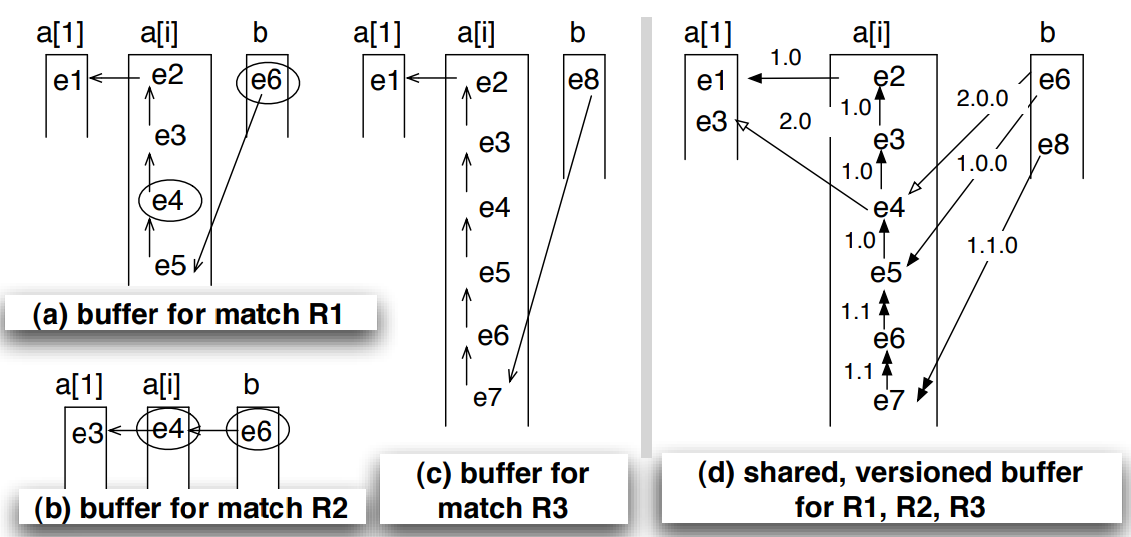 a[1] a[i] b
e1 e2 e6
e3
e4
e5
(a) buffer for match R1
a[1] a[i] b
e3 e4 e6
(b) buffer for match R2
a[1] a[i] b
e1 e2 e8
e3
e4
e5
e6
e7
(c) buffer for
match R3
a[1] a[i] b
1.0
e1 e2 e6
1.0 2.0.0
e3 2.0 e3 e8
1.0 1.0.0
e4
1.0 1.1.0
e5
1.1
e6
1.1
e7
(d) shared, versioned buffer
for R1, R2, R3